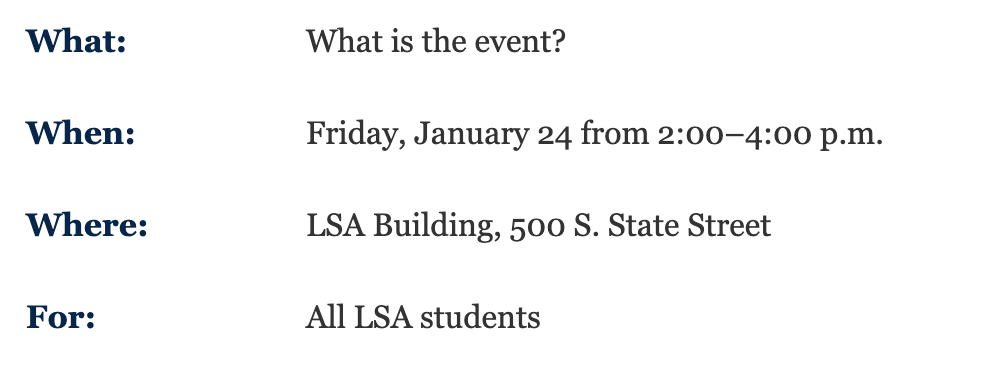 What: What is the event?
When: Friday, January 24 from 2:00–4:00 p.m.
Where: LSA Building, 500 S. State Street
For: All LSA students